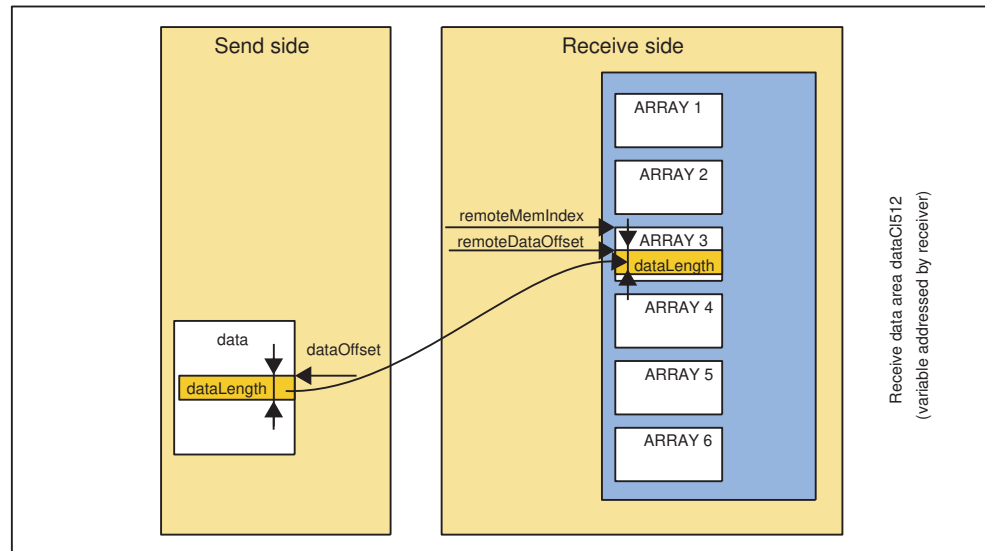 Send side
Receive side
ARRAY 1
ARRAY 2
remoteMemIndex
remoteDataOffset
ARRAY 3
dataLength
ARRAY 4
data
dataOffset
dataLength
ARRAY 5
ARRAY 6
Receive data area dataCI512
(variable addressed by receiver)